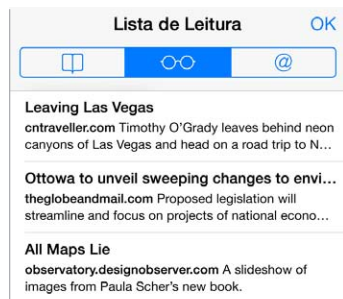 Lista de Leitura OK
@
Leaving Las Vegas
cntraveller.com Timothy O'Grady leaves behind neon
canyons of Las Vegas and head on a road trip to N...
Ottowa to unveil sweeping changes to envi...
theglobeandmail.com Proposed legislation will
streamline and focus on projects of national econo...
All Maps Lie
observatory.designobserver.com A slideshow of
images from Paula Scher's new book.